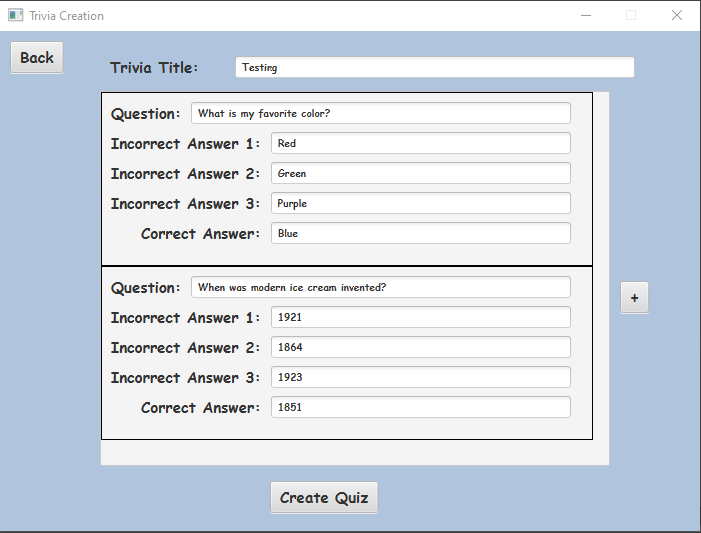 Trivia Creation
Back
Trivia Title: Testing
Question: What is my favorite color?
Incorrect Answer 1: Red
Incorrect Answer 2: Green
Incorrect Answer 3: Purple
Correct Answer: Blue
Question: When was modern ice cream invented?
+
Incorrect Answer 1: 1921
Incorrect Answer 2: 1864
Incorrect Answer 3: 1923
Correct Answer: 1851
Create Quiz